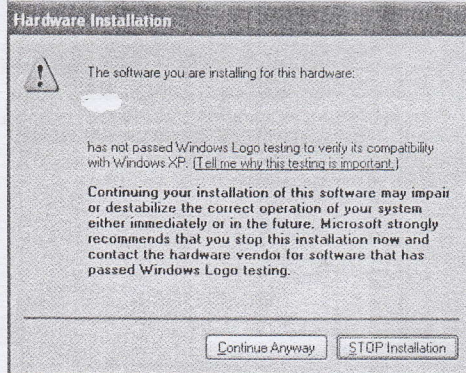 Hardware Installation
The software you are installing for this hardware:
has not passed Windows Logo testing to verify its compatibility
with Windows XP. (Tell me why this testing is important.)
Continuing your installation of this software may impair
or destabilize the correct operation of your system
either immediately or in the future. Microsoft strongly
recommends that you stop this installation now and
contact the hardware vendor for software that has
passed Windows Logo testing.
Continue Anyway
STOP Installation